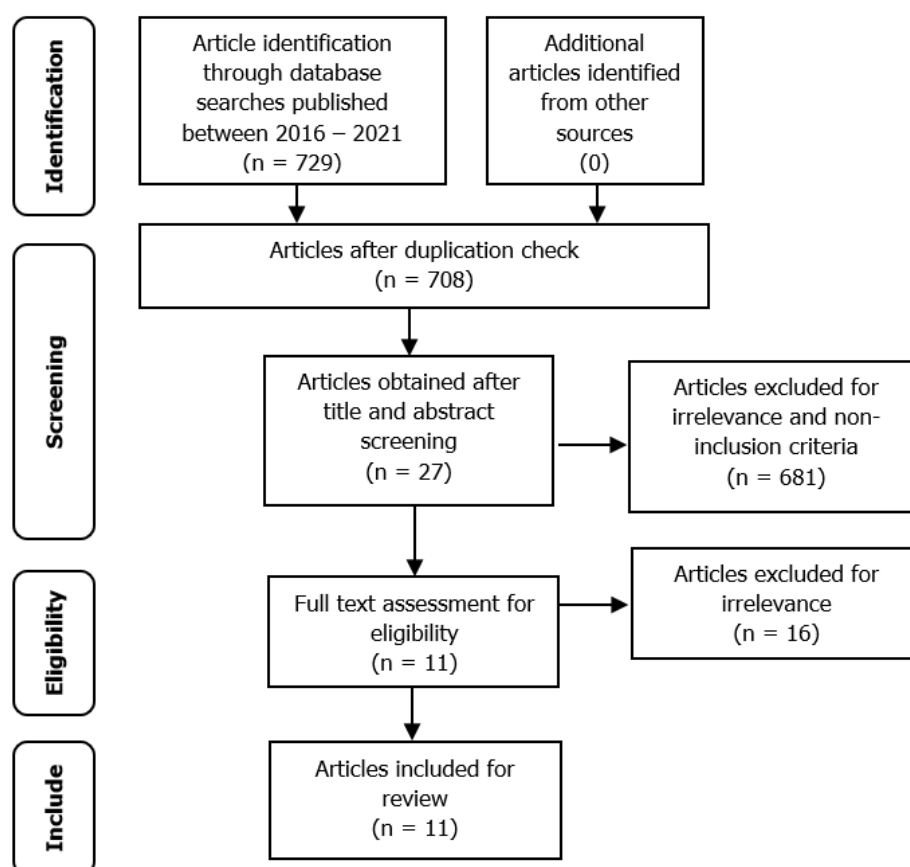 Identification
Article identification
through database
searches published
between 2016 – 2021
(n = 729)
Additional
articles identified
from other
sources
(0)
Screening
Articles after duplication check
(n = 708)
Articles obtained after
title and abstract
screening
(n = 27)
Articles excluded for
irrelevance and non-
inclusion criteria
(n = 681)
Eligibility
Full text assessment for
eligibility
(n = 11)
Articles excluded for
irrelevance
(n = 16)
Include
Articles included for
review
(n = 11)